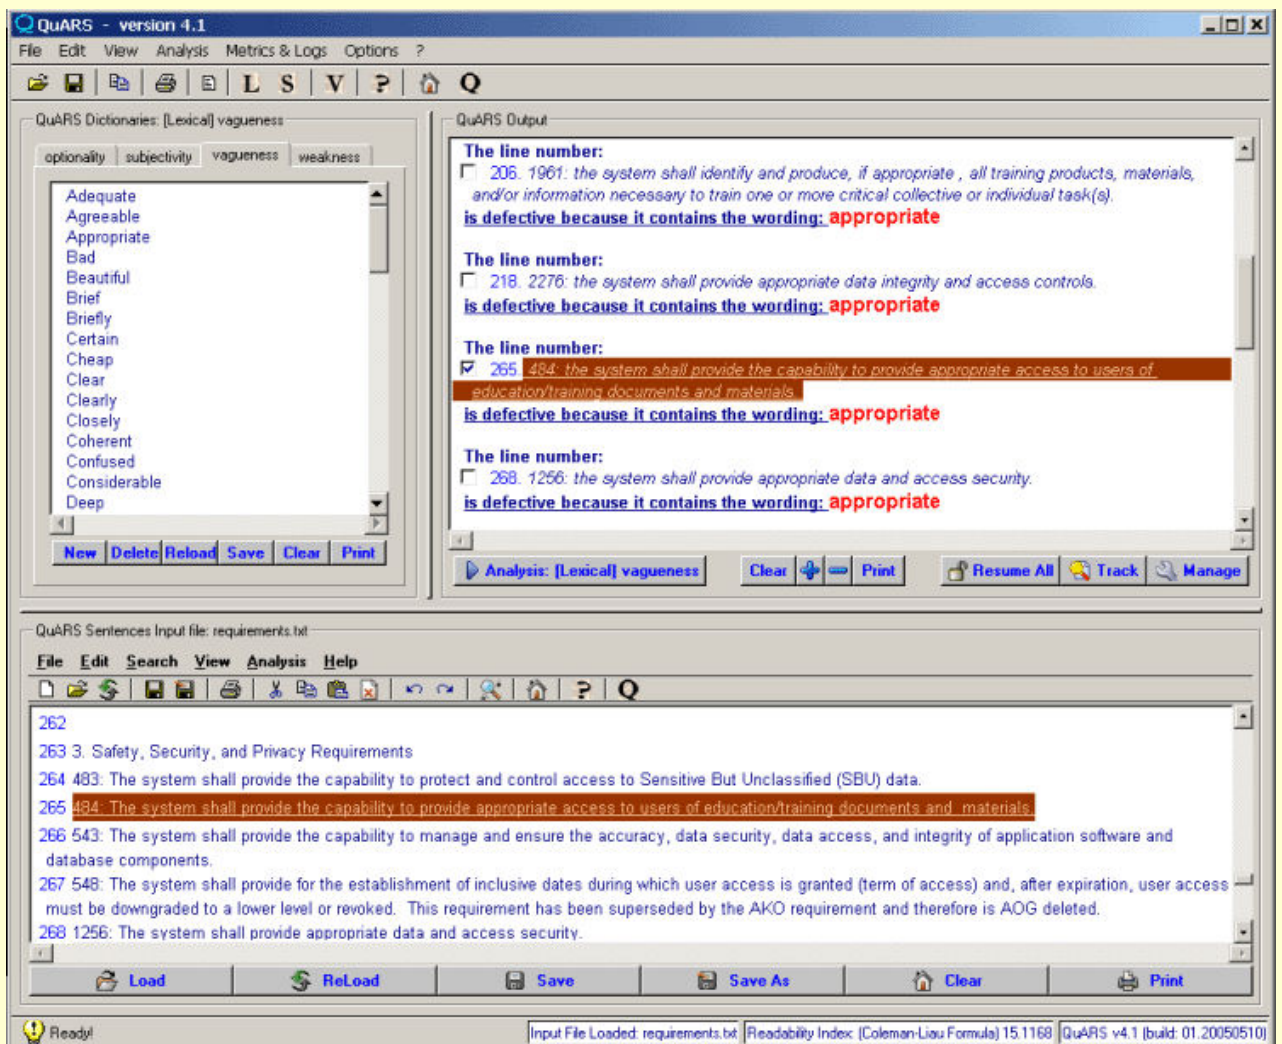 QuARS - version 4.1
File Edit View Analysis Metrics & Logs Options ?
L S V ? Q
QuARS Dictionaries: [Lexical] vagueness
optionality subjectivity vagueness weakness
Adequate
Agreeable
Appropriate
Bad
Beautiful
Brief
Briefly
Certain
Cheap
Clear
Clearly
Closely
Coherent
Confused
Considerable
Deep
New Delete Reload Save Clear Print
QuARS Output
The line number:
206. 1961: the system shall identify and produce, if appropriate , all training products, materials,
and/or information necessary to train one or more critical collective or individual task(s).
is defective because it contains the wording: appropriate
The line number:
218. 2276: the system shall provide appropriate data integrity and access controls.
is defective because it contains the wording: appropriate
The line number:
265. 484: the system shall provide the capability to provide appropriate access to users of
education/training documents and materials.
is defective because it contains the wording: appropriate
The line number:
268. 1256: the system shall provide appropriate data and access security.
is defective because it contains the wording: appropriate
Analysis: [Lexical] vagueness Clear Print Resume All Track Manage
QuARS Sentences Input file: requirements.txt
File Edit Search View Analysis Help
? Q
262
263 3. Safety, Security, and Privacy Requirements
264 483: The system shall provide the capability to protect and control access to Sensitive But Unclassified (SBU) data.
265 484: The system shall provide the capability to provide appropriate access to users of education/training documents and materials.
266 543: The system shall provide the capability to manage and ensure the accuracy, data security, data access, and integrity of application software and
database components.
267 548: The system shall provide for the establishment of inclusive dates during which user access is granted (term of access) and, after expiration, user access
must be downgraded to a lower level or revoked. This requirement has been superseded by the AKO requirement and therefore is AOG deleted.
268 1256: The system shall provide appropriate data and access security.
Load ReLoad Save Save As Clear Print
Ready! Input File Loaded: requirements.txt Readability Index: (Coleman-Liau Formula) 15.1168 QuARS v4.1 (build: 01.20050510)